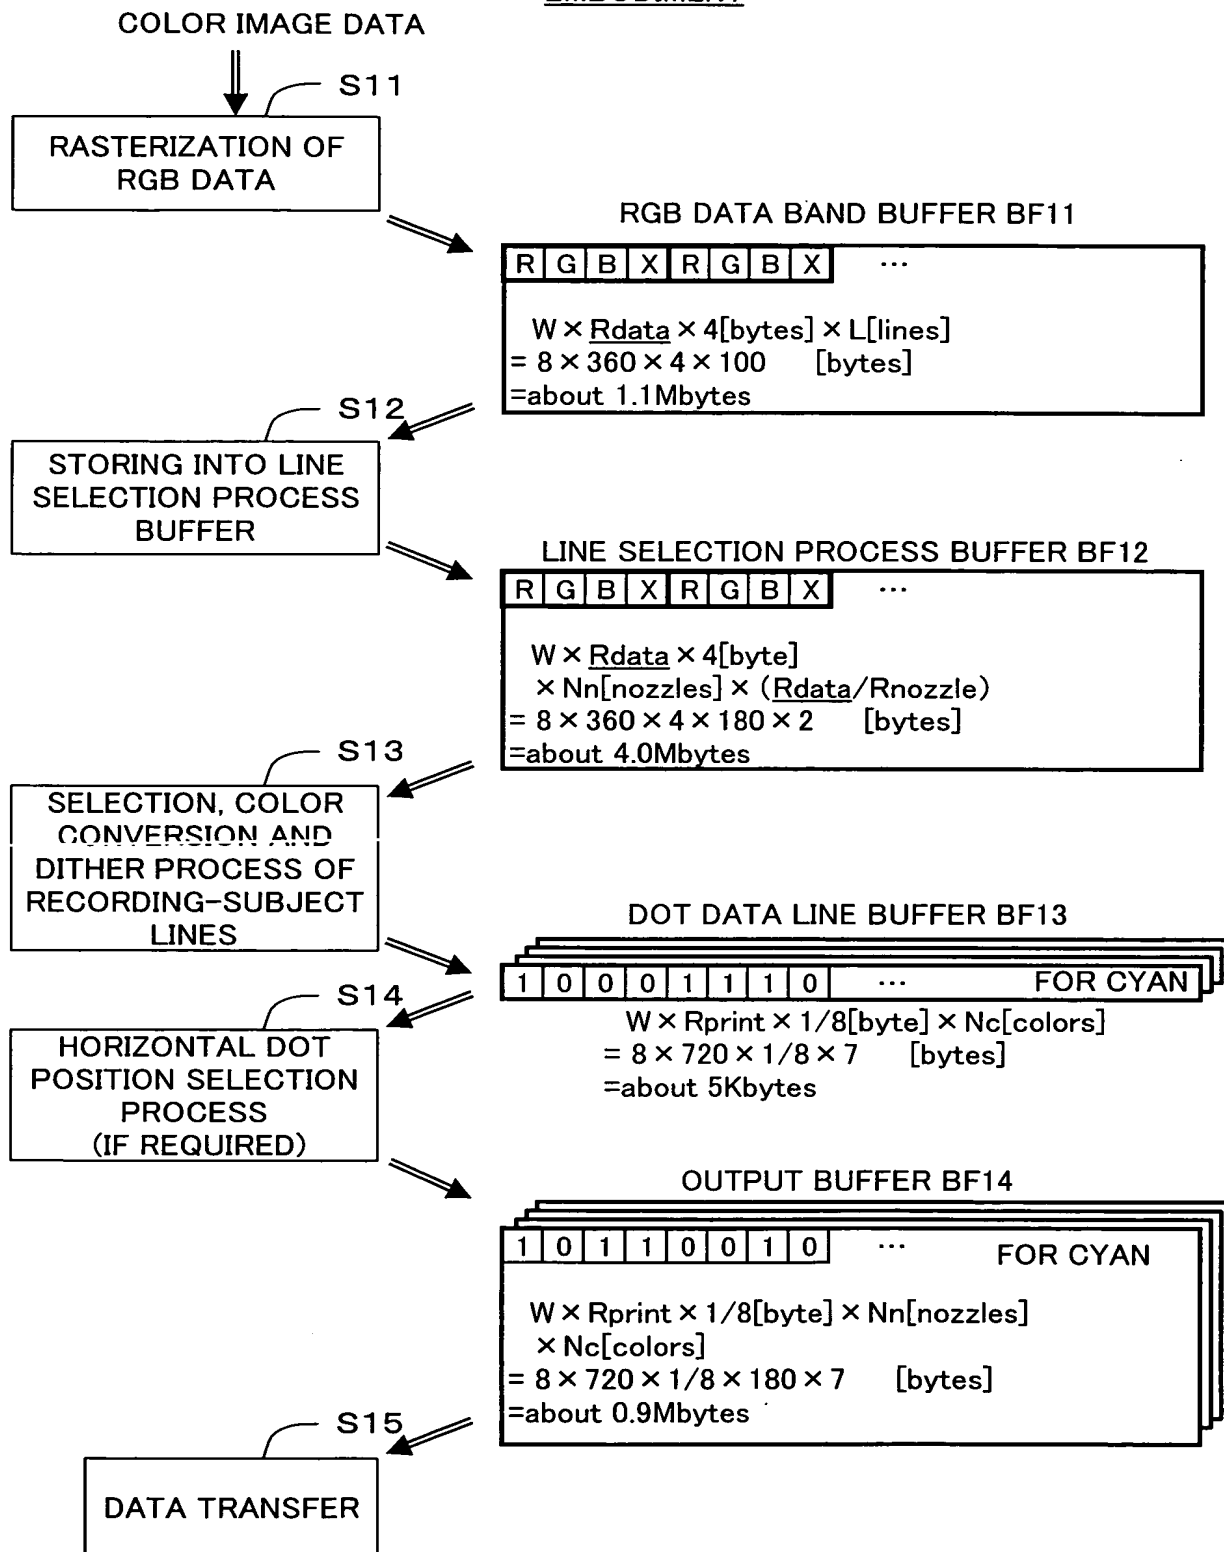 COLOR IMAGE DATA
S11
RASTERIZATION OF
RGB DATA
RGB DATA BAND BUFFER BF11
R G B X R G B X …
W × Rdata × 4[bytes] × L[lines]
= 8 × 360 × 4 × 100 [bytes]
=about 1.1Mbytes
S12
STORING INTO LINE
SELECTION PROCESS
BUFFER
LINE SELECTION PROCESS BUFFER BF12
R G B X R G B X …
W × Rdata × 4[byte]
× Nn[nozzles] × (Rdata/Rnozzle)
= 8 × 360 × 4 × 180 × 2 [bytes]
=about 4.0Mbytes
S13
SELECTION, COLOR
CONVERSION AND
DITHER PROCESS OF
RECORDING-SUBJECT
LINES
DOT DATA LINE BUFFER BF13
1 0 0 0 1 1 1 0 … FOR CYAN
W × Rprint × 1/8[byte] × Nc[colors]
= 8 × 720 × 1/8 × 7 [bytes]
=about 5Kbytes
S14
HORIZONTAL DOT
POSITION SELECTION
PROCESS
(IF REQUIRED)
OUTPUT BUFFER BF14
1 0 1 1 0 0 1 0 … FOR CYAN
W × Rprint × 1/8[byte] × Nn[nozzles]
× Nc[colors]
= 8 × 720 × 1/8 × 180 × 7 [bytes]
=about 0.9Mbytes
S15
DATA TRANSFER